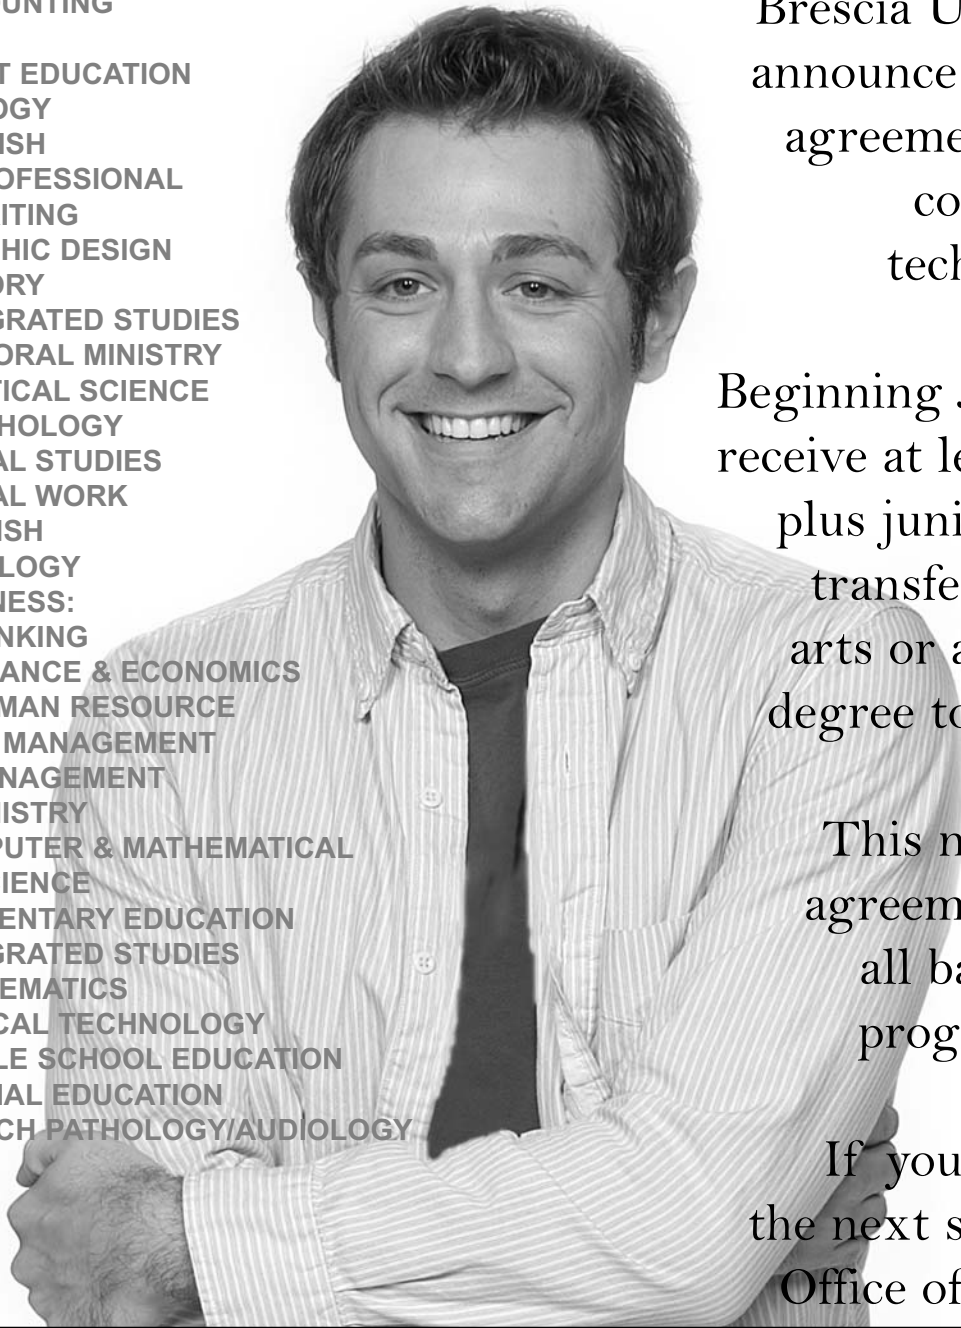 OUNTING
T EDUCATION
OGY
ISH
OFESSIONAL
ITING
HIC DESIGN
ORY
GRATED STUDIES
ORAL MINISTRY
TICAL SCIENCE
HOLOGY
AL STUDIES
AL WORK
ISH
LOGY
NESS:
NKING
ANCE & ECONOMICS
MAN RESOURCE
MANAGEMENT
NAGEMENT
ISTRY
PUTER & MATHEMATICAL
IENCE
ENTARY EDUCATION
GRATED STUDIES
EMATICS
CAL TECHNOLOGY
LE SCHOOL EDUCATION
IAL EDUCATION
CH PATHOLOGY/AUDIOLOGY
Brescia U
announce
agreeme
co
tech
Beginning J
receive at le
plus juni
transfe
arts or a
degree to
This n
agreem
all ba
prog
If you
the next s
Office of